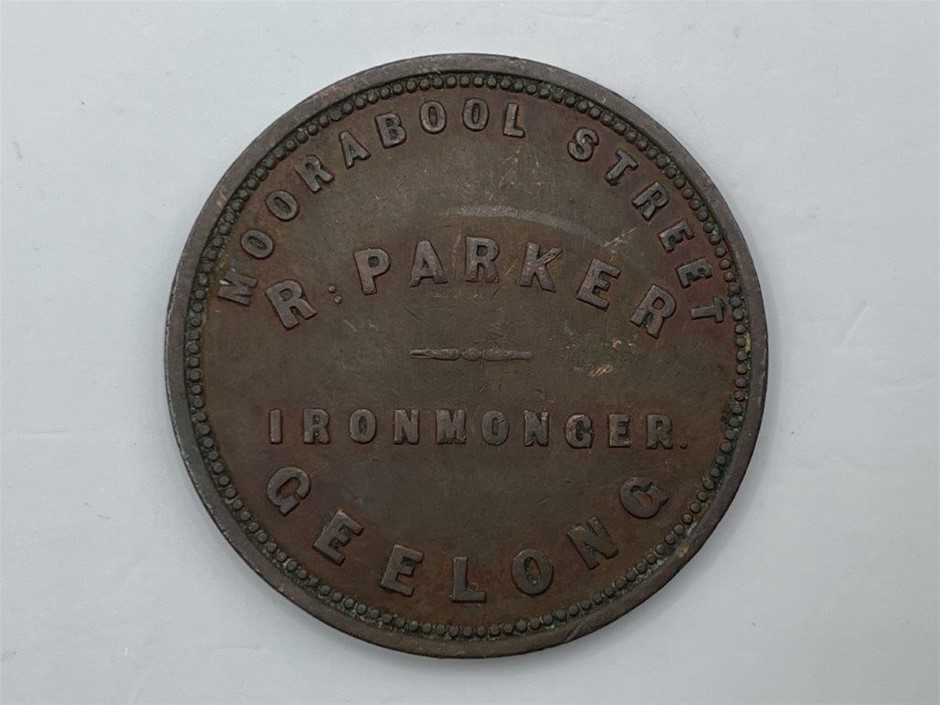 MOORABOOL STREET
R: PARKER
IRONMONGER.
GEELONG